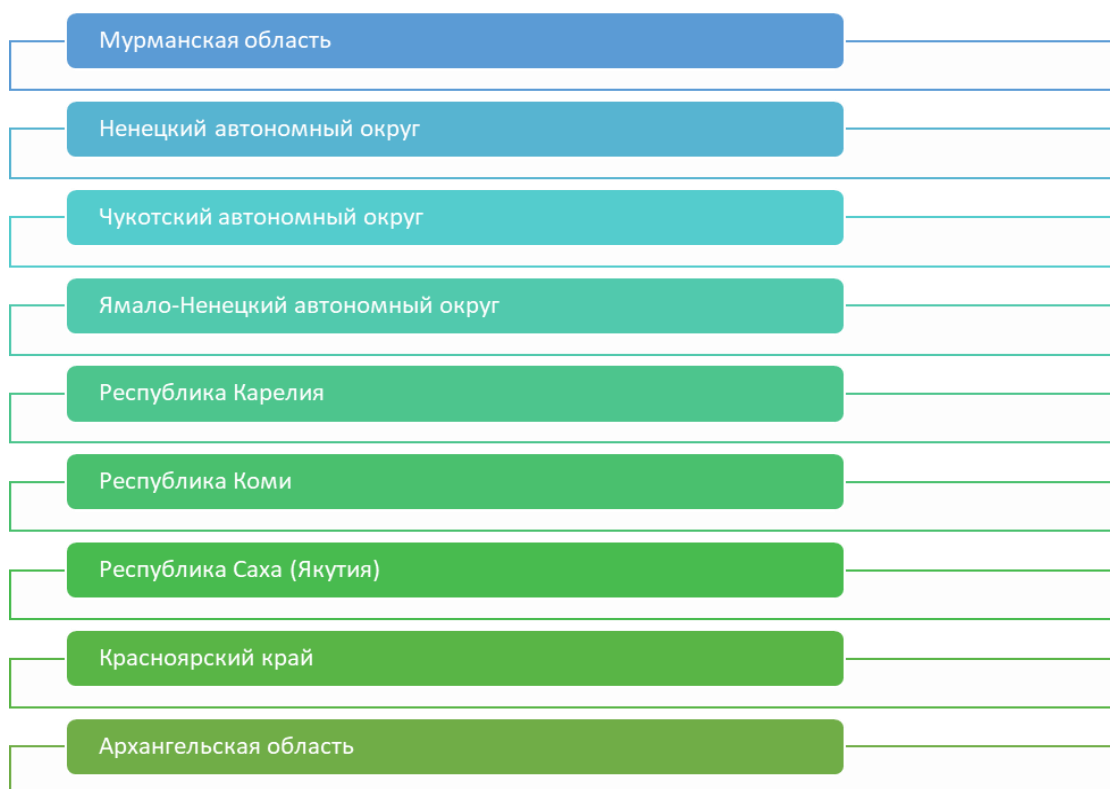 Мурманская область
Ненецкий автономный округ
Чукотский автономный округ
Ямало-Ненецкий автономный округ
Республика Карелия
Республика Коми
Республика Саха (Якутия)
Красноярский край
Архангельская область